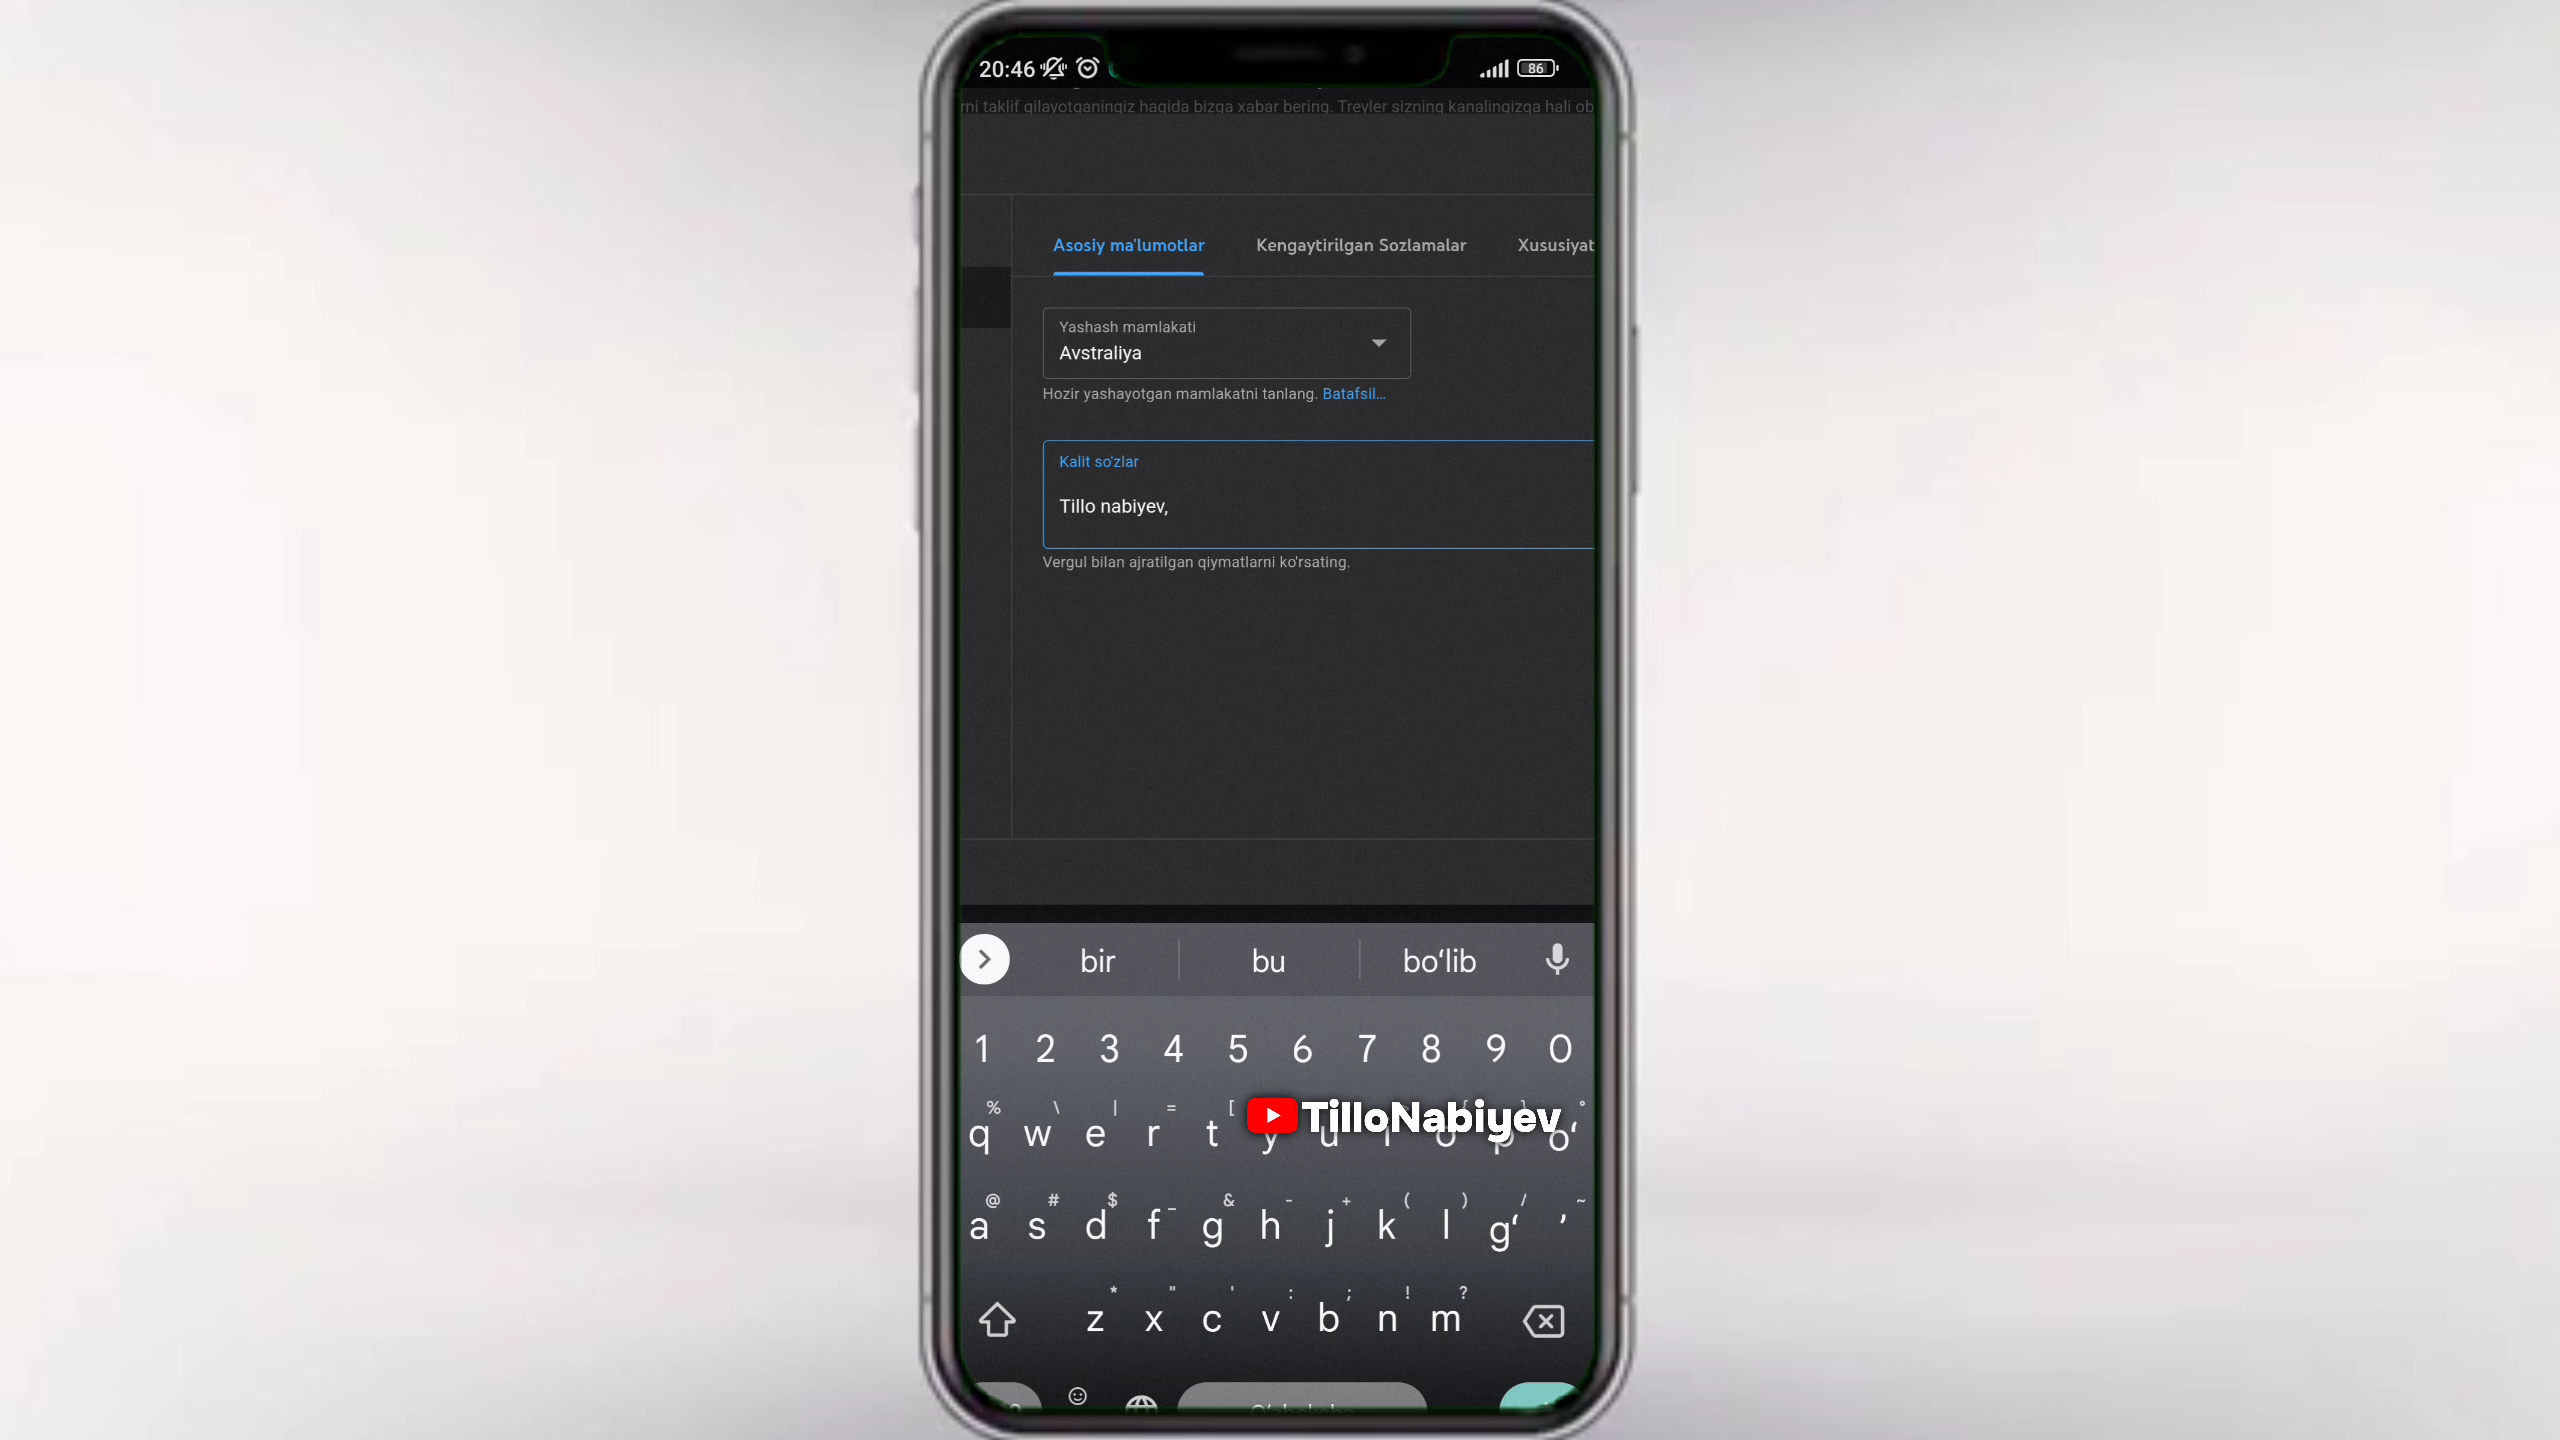 20:46
86
rni taklif qilayotganingiz haqida bizga xabar bering. Treyler sizning kanalingizga hali ob
Asosiy ma'lumotlar
Kengaytirilgan Sozlamalar
Xususiyat
Yashash mamlakati
Avstraliya
Hozir yashayotgan mamlakatni tanlang. Batafsil...
Kalit so'zlar
Tillo nabiyev,
Vergul bilan ajratilgan qiymatlarni ko'rsating.
bir
bu
bo‘lib
1 2 3 4 5 6 7 8 9 0
% \ | = [
q w e r t y u i o p o‘
TilloNabiyev
@ # $ _ & - + ( ) / ~
a s d f g h j k l g‘ ’
* " ' : ; ! ?
z x c v b n m